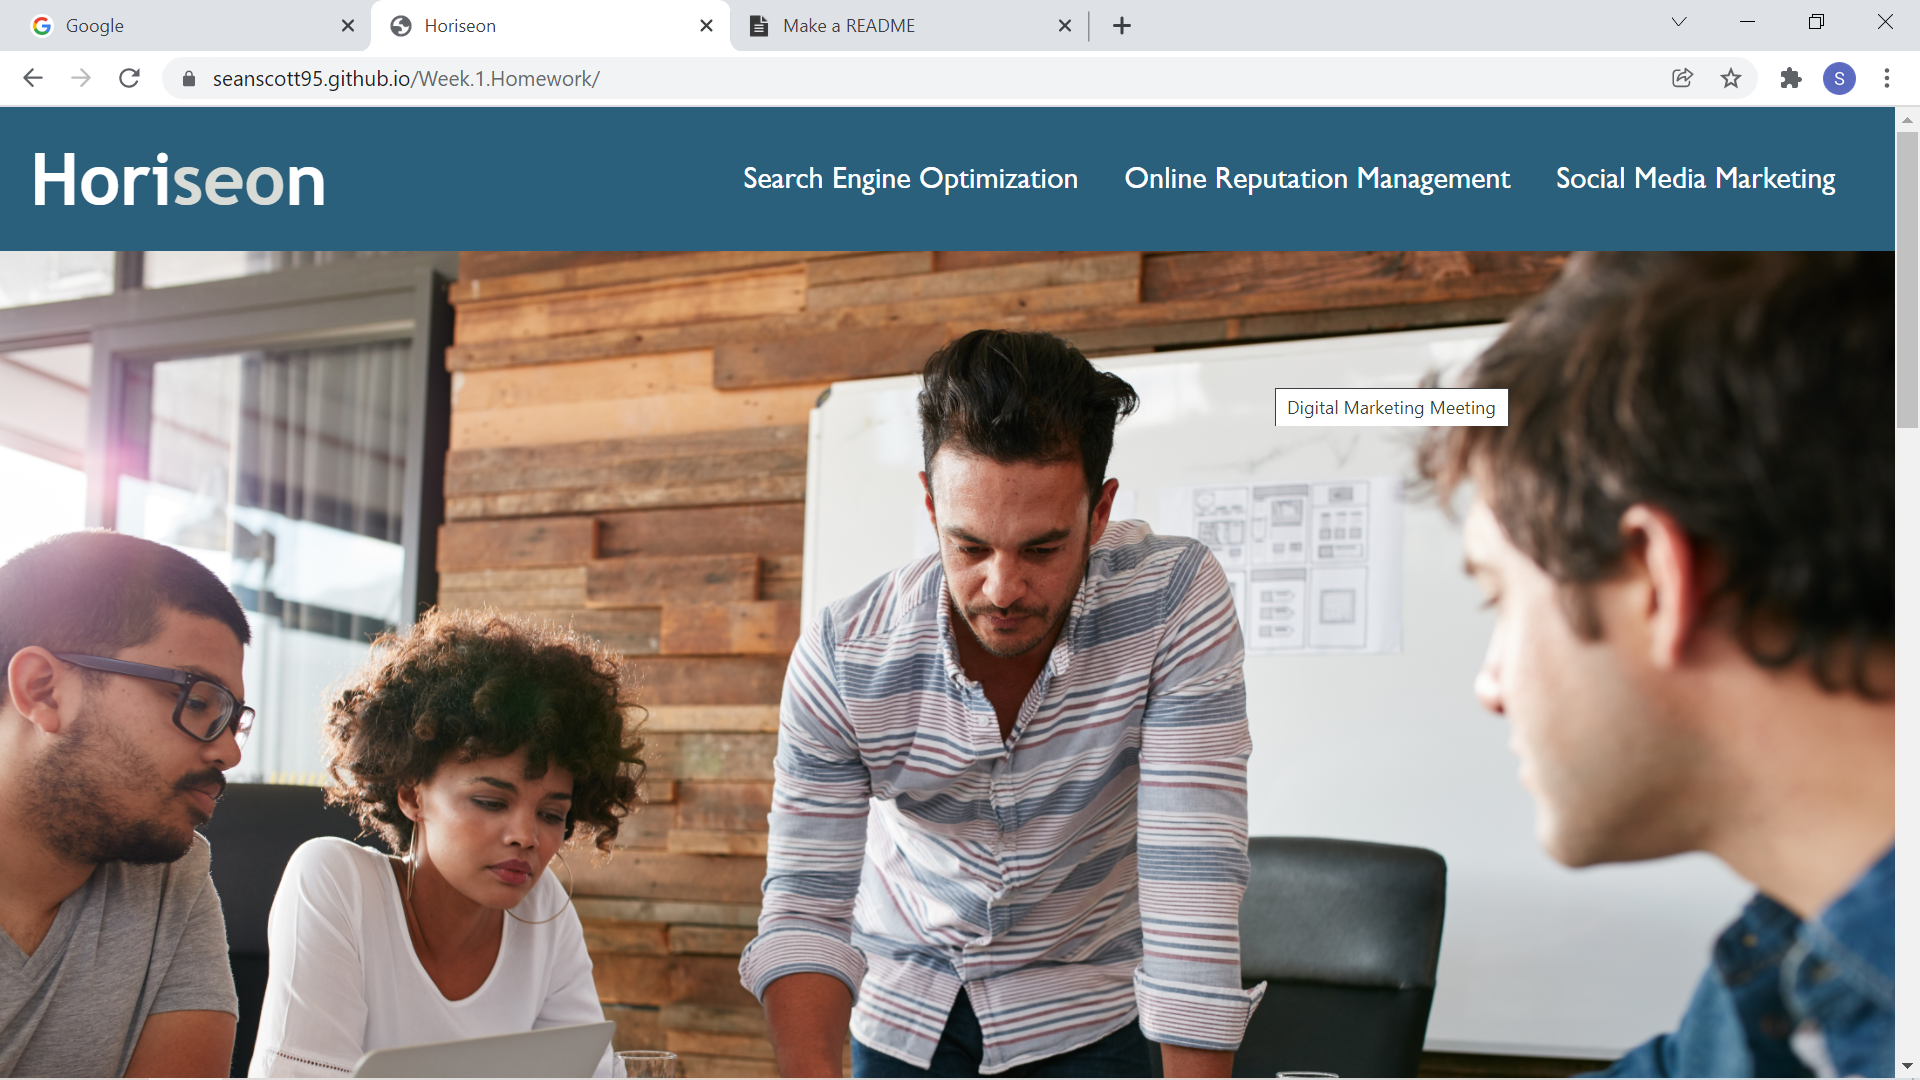 Google
Horiseon
Make a README
seanscott95.github.io/Week.1.Homework/
S
Horiseon
Search Engine Optimization
Online Reputation Management
Social Media Marketing
Digital Marketing Meeting